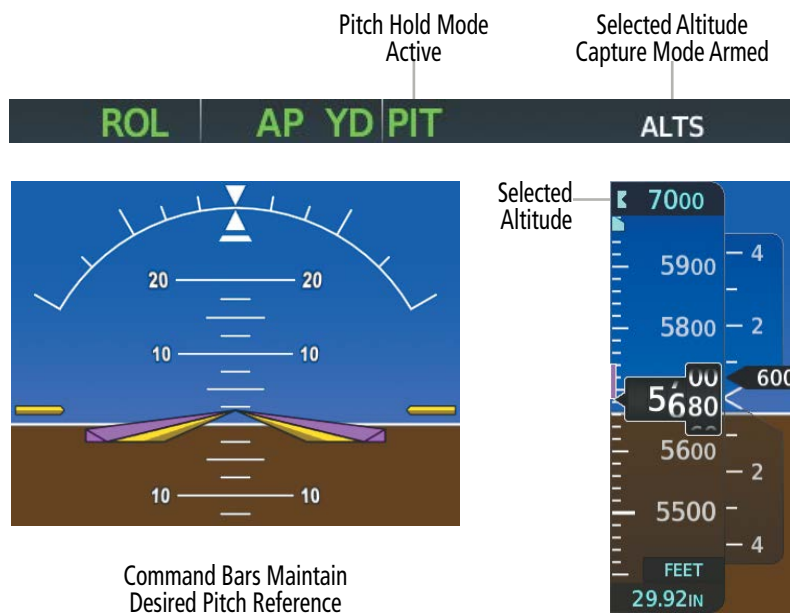 Pitch Hold Mode
Active
Selected Altitude
Capture Mode Armed
ROL AP YD PIT ALTS
Selected
Altitude
7000
20 20
10 10
10 10
5900
5800
5680
00
5600
5500
4
2
600
2
4
FEET
29.92IN
Command Bars Maintain
Desired Pitch Reference